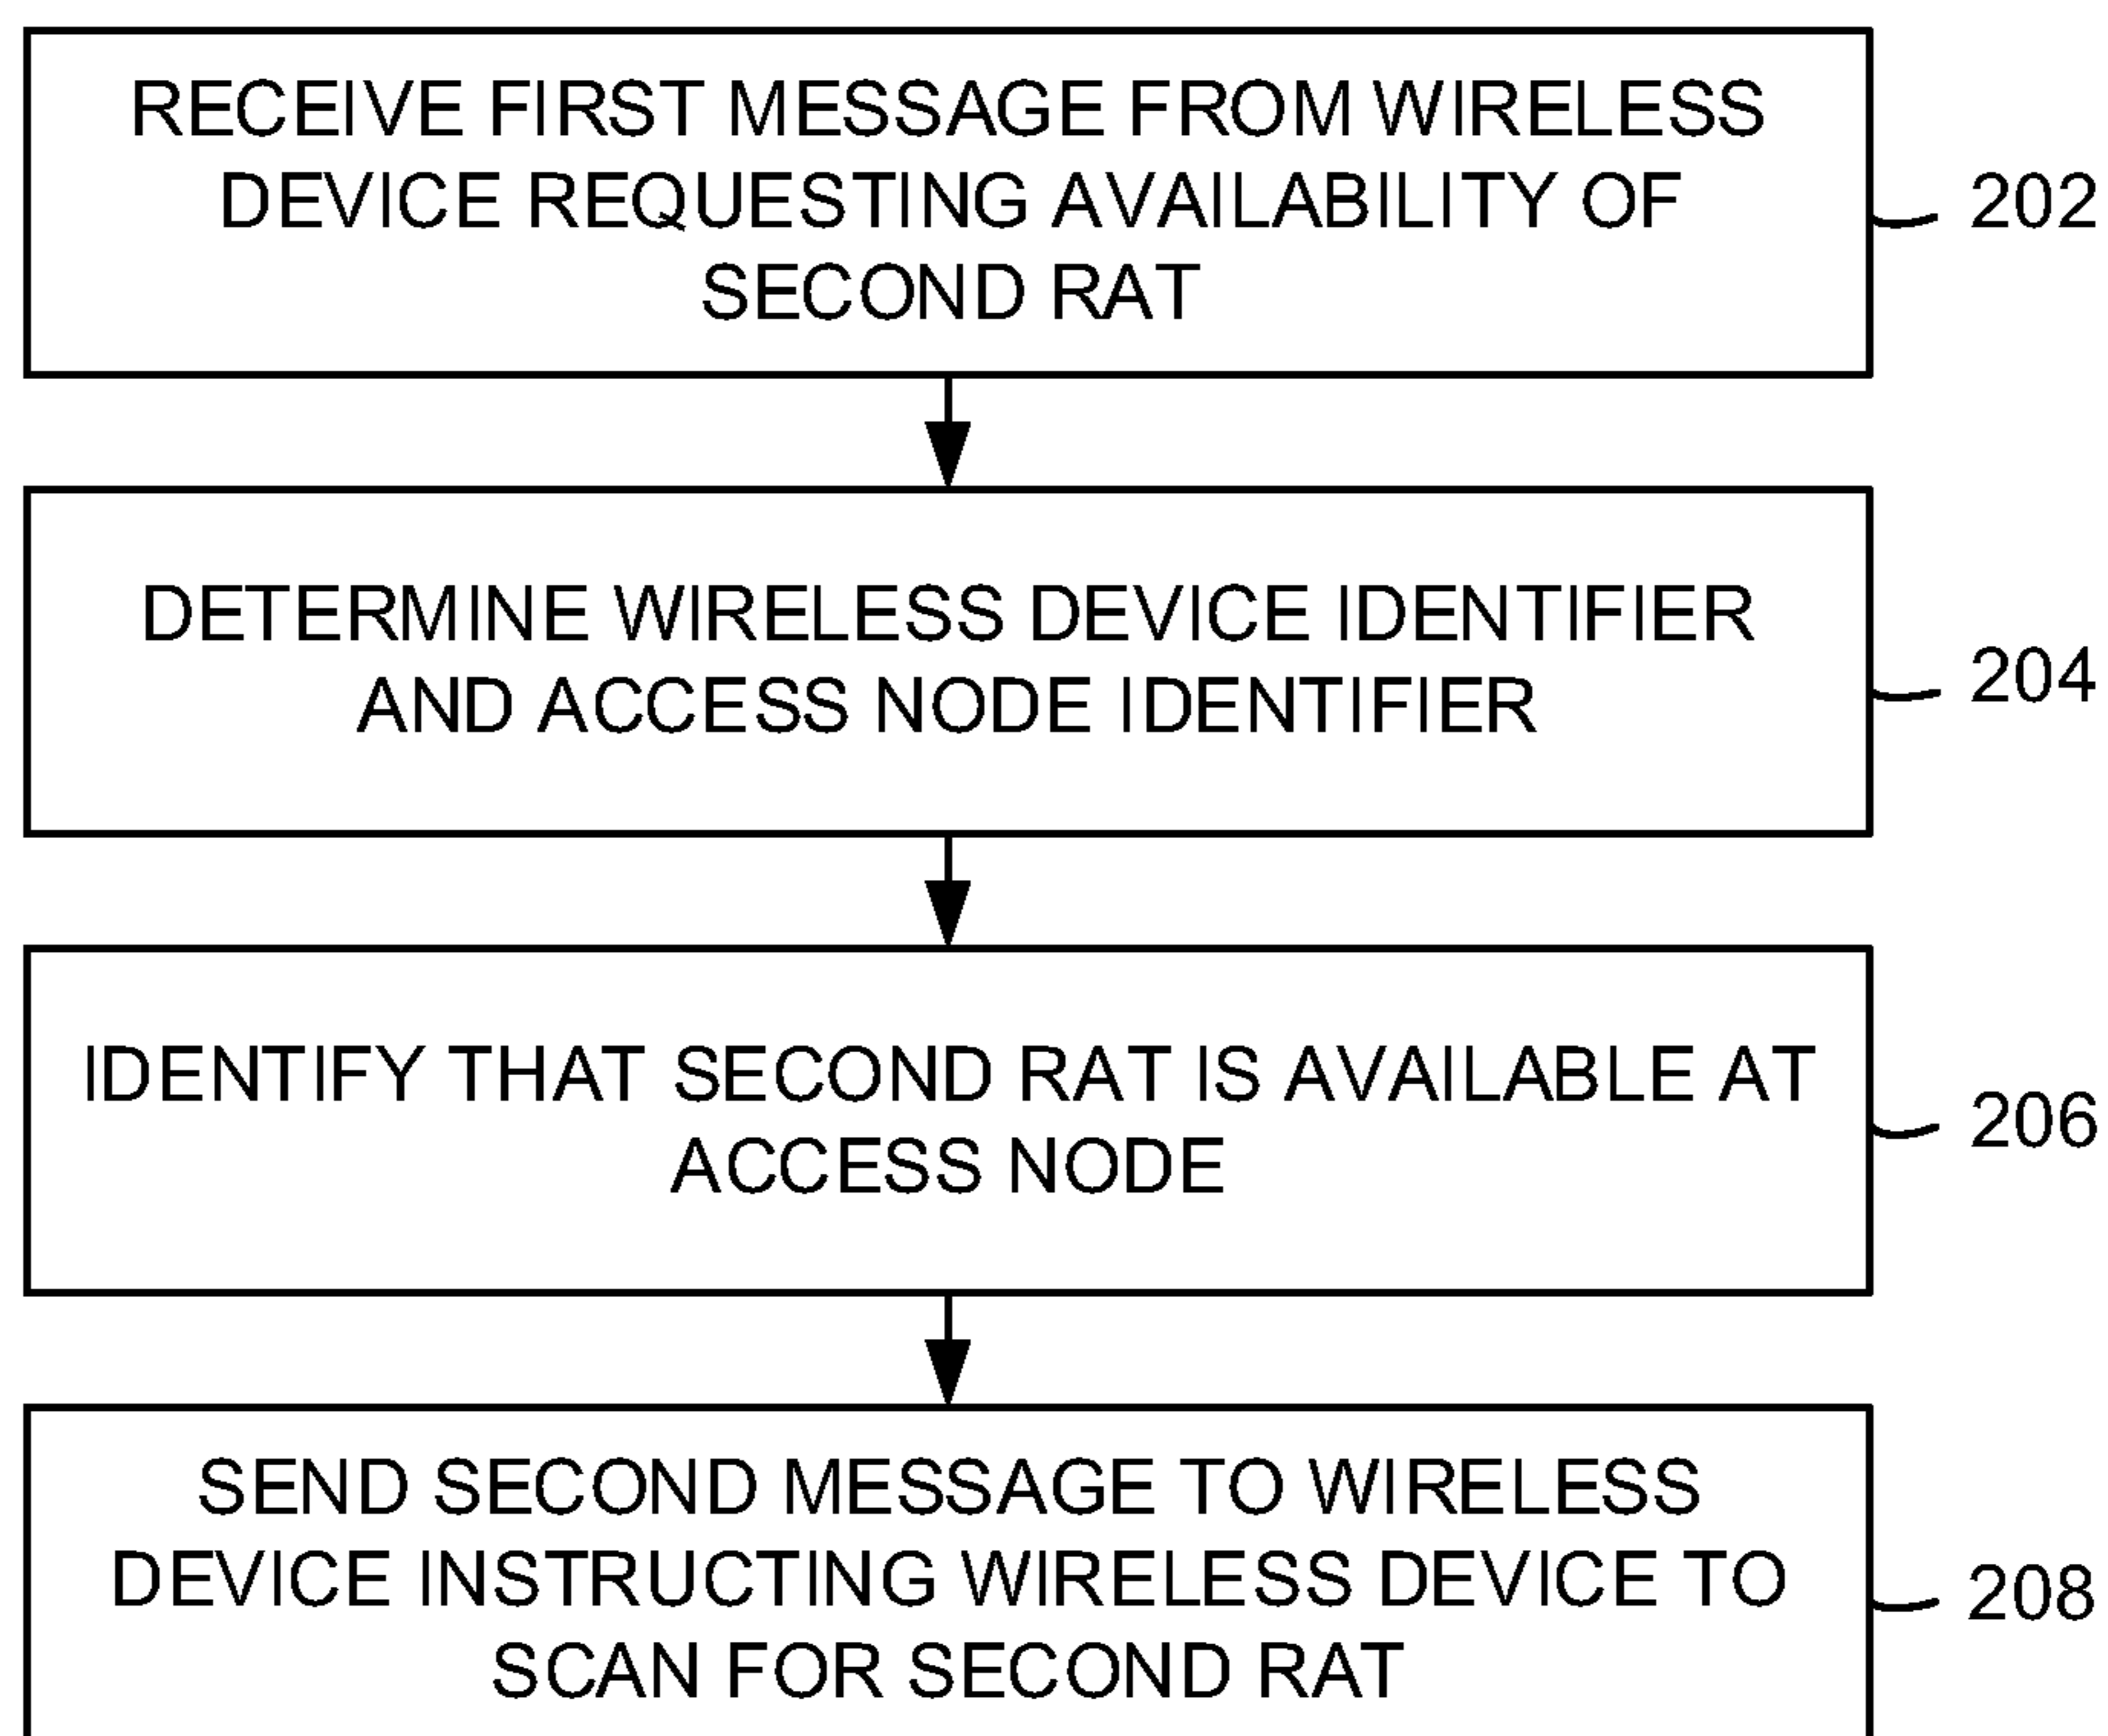 RECEIVE FIRST MESSAGE FROM WIRELESS
DEVICE REQUESTING AVAILABILITY OF
SECOND RAT
202
DETERMINE WIRELESS DEVICE IDENTIFIER
AND ACCESS NODE IDENTIFIER
204
IDENTIFY THAT SECOND RAT IS AVAILABLE AT
ACCESS NODE
206
SEND SECOND MESSAGE TO WIRELESS
DEVICE INSTRUCTING WIRELESS DEVICE TO
SCAN FOR SECOND RAT
208